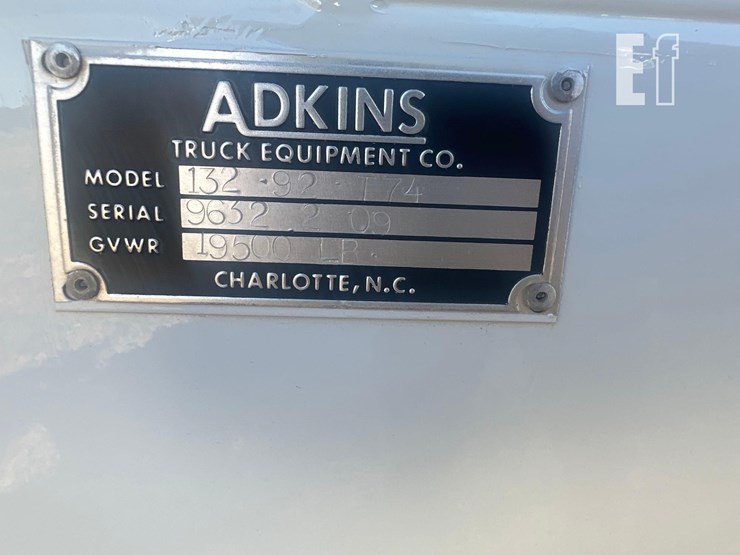 Ef
ADKINS
TRUCK EQUIPMENT CO.
MODEL 132-92-T74
SERIAL 9632 2 09
GVWR 19500 LB.
CHARLOTTE, N.C.